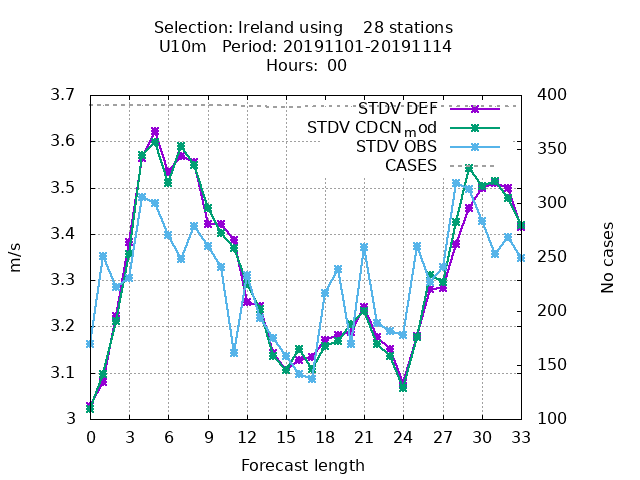 Selection: Ireland using    28 stations
U10m   Period: 20191101-20191114
Hours:  00
STDV DEF
STDV CDCNmod
STDV OBS
CASES
3.7
3.6
3.5
3.4
3.3
3.2
3.1
3
400
350
300
250
200
150
100
m/s
No cases
0 3 6 9 12 15 18 21 24 27 30 33
Forecast length